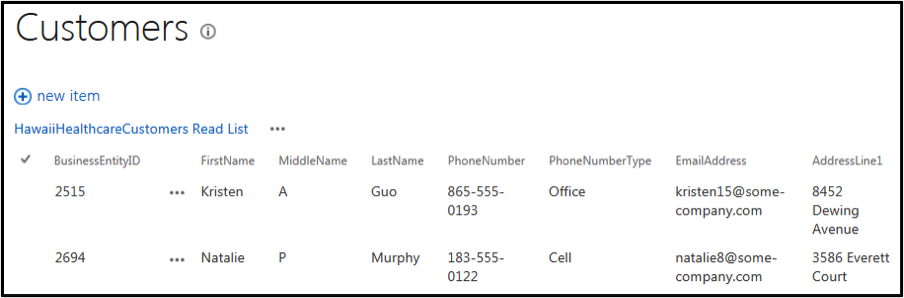 Customers
new item
HawaiiHealthcareCustomers Read List ...
BusinessEntityID FirstName MiddleName LastName PhoneNumber PhoneNumberType EmailAddress AddressLine1
2515 ... Kristen A Guo 865-555- Office kristen15@some- 8452
0193 company.com Dewing
Avenue
2694 ... Natalie P Murphy 183-555- Cell natalie8@some- 3586 Everett
0122 company.com Court